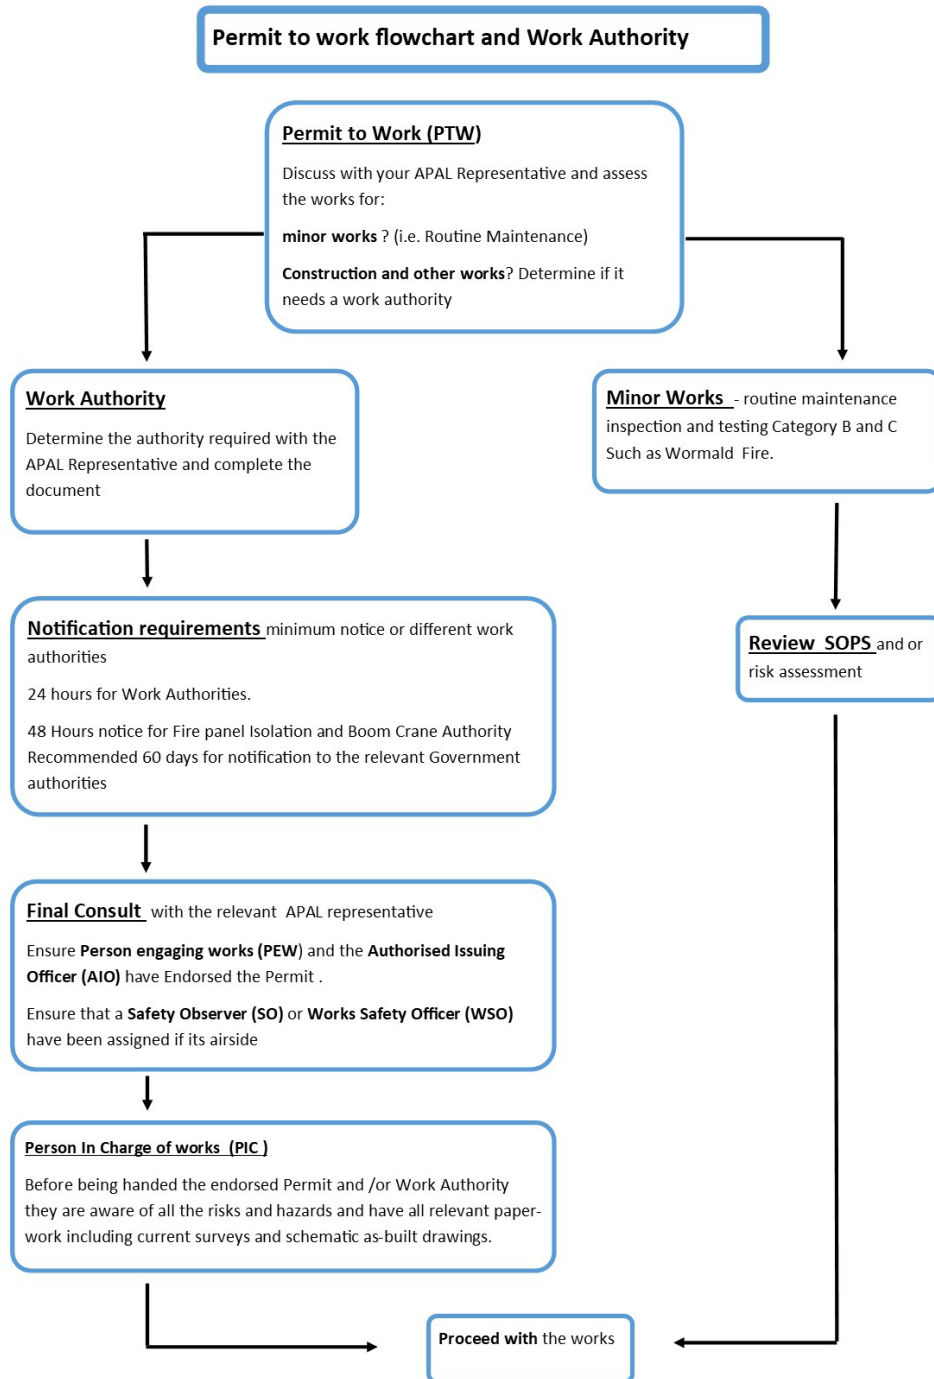 Permit to work flowchart and Work Authority
Permit to Work (PTW)
Discuss with your APAL Representative and assess
the works for:
minor works ? (i.e. Routine Maintenance)
Construction and other works? Determine if it
needs a work authority
Work Authority
Determine the authority required with the
APAL Representative and complete the
document
Minor Works - routine maintenance
inspection and testing Category B and C
Such as Wormald Fire.
Notification requirements minimum notice or different work
authorities
24 hours for Work Authorities.
48 Hours notice for Fire panel Isolation and Boom Crane Authority
Recommended 60 days for notification to the relevant Government
authorities
Review SOPS and or
risk assessment
Final Consult with the relevant APAL representative
Ensure Person engaging works (PEW) and the Authorised Issuing
Officer (AIO) have Endorsed the Permit .
Ensure that a Safety Observer (SO) or Works Safety Officer (WSO)
have been assigned if its airside
Person In Charge of works (PIC )
Before being handed the endorsed Permit and /or Work Authority
they are aware of all the risks and hazards and have all relevant paper-
work including current surveys and schematic as-built drawings.
Proceed with the works